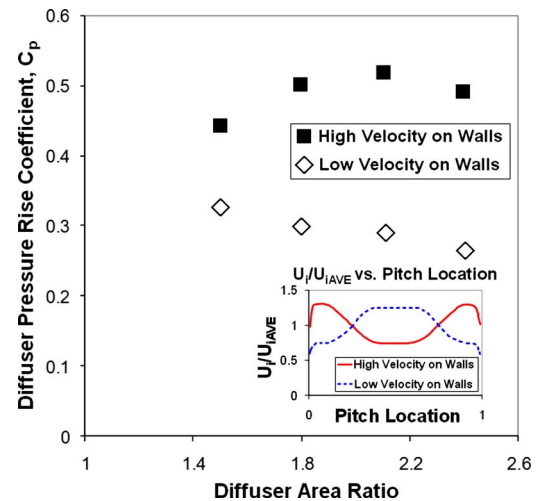 Diffuser Pressure Rise Coefficient, Cp
0.6
0.5
0.4
0.3
0.2
0.1
0
High Velocity on Walls
Low Velocity on Walls
Ui/UiAVE vs. Pitch Location
Ui/UiAVE
1.5
1
0.5
0
High Velocity on Walls
Low Velocity on Walls
0 1
Pitch Location
1 1.4 1.8 2.2 2.6
Diffuser Area Ratio